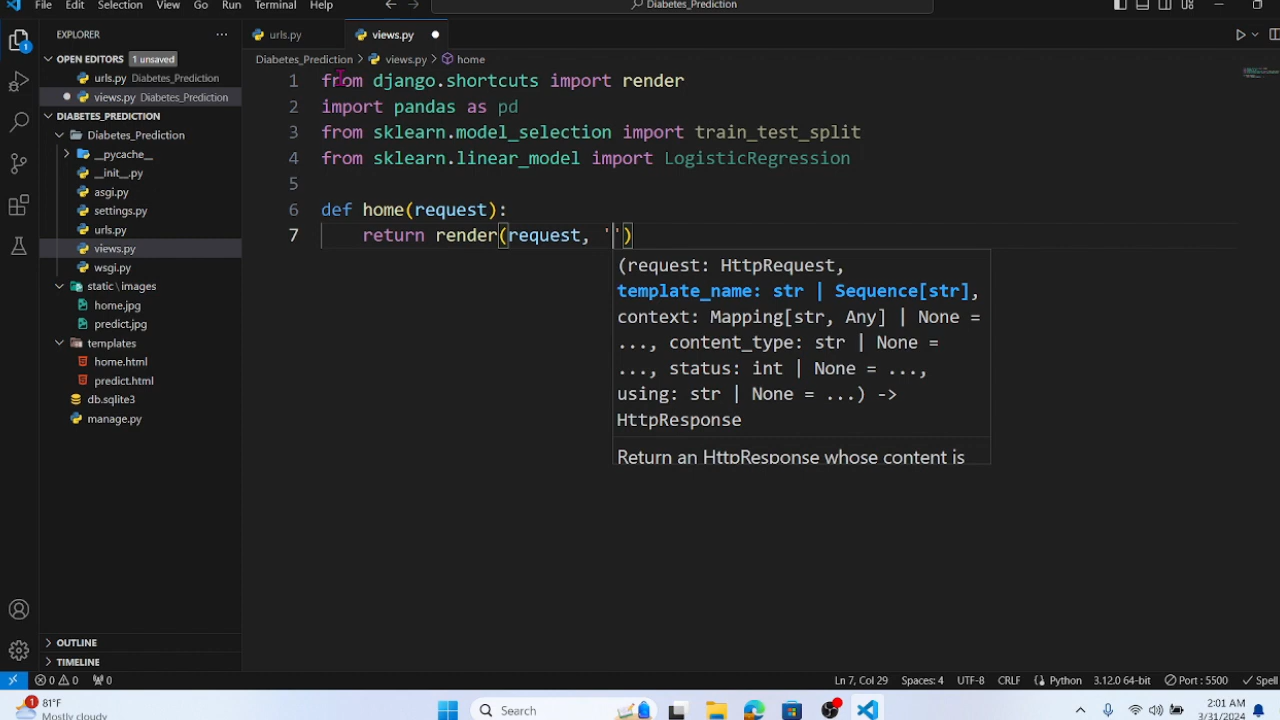 File Edit Selection View Go Run Terminal Help
Diabetes_Prediction
EXPLORER
urls.py
views.py
OPEN EDITORS 1 unsaved
Diabetes_Prediction > views.py > home
urls.py Diabetes_Prediction
views.py Diabetes_Prediction
DIABETES_PREDICTION
Diabetes_Prediction
__pycache__
__init__.py
asgi.py
settings.py
urls.py
views.py
wsgi.py
static\images
home.jpg
predict.jpg
templates
home.html
predict.html
db.sqlite3
manage.py
OUTLINE
TIMELINE
1 from django.shortcuts import render
2 import pandas as pd
3 from sklearn.model_selection import train_test_split
4 from sklearn.linear_model import LogisticRegression
5
6 def home(request):
7 return render(request, '')
(request: HttpRequest,
template_name: str | Sequence[str],
context: Mapping[str, Any] | None =
..., content_type: str | None =
..., status: int | None = ...,
using: str | None = ...) ->
HttpResponse
Return an HttpResponse whose content is
0 0 0 Ln 7, Col 29 Spaces: 4 UTF-8 CRLF Python 3.12.0 64-bit Port : 5500 Spell
1
1 81°F
Mostly cloudy
Search
2:01 AM
3/31/2024